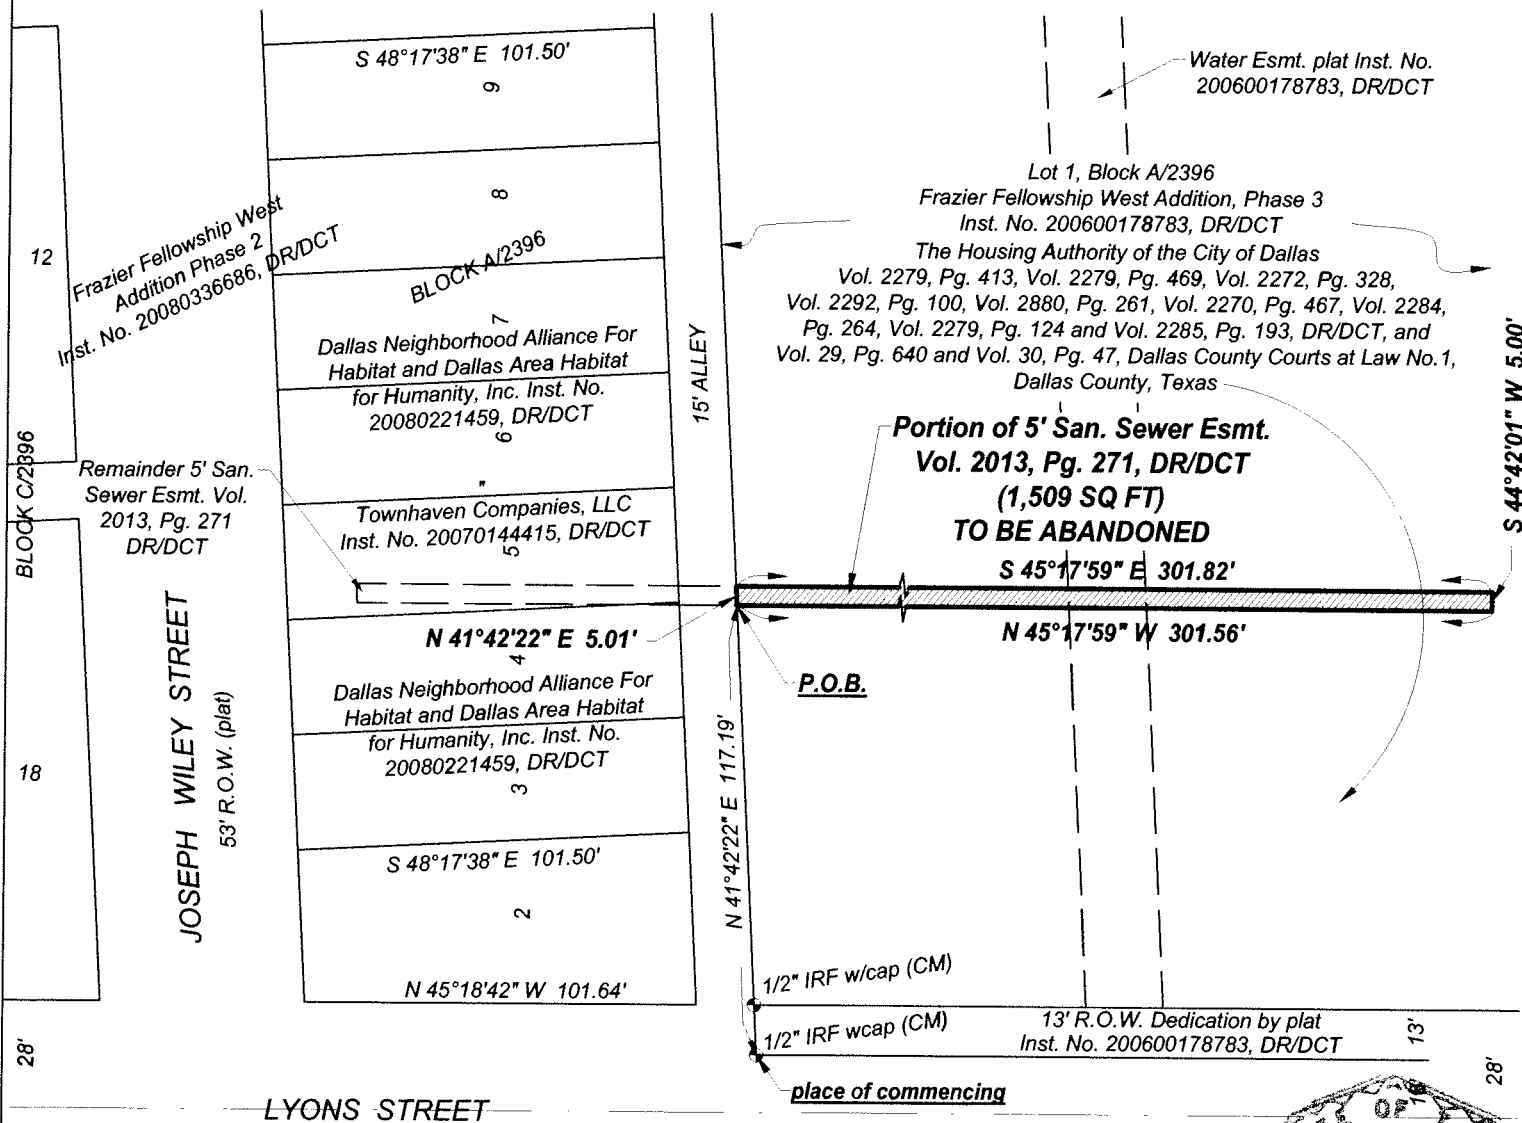 S 48°17'38" E 101.50'
9
8
BLOCK A/2396
7
Dallas Neighborhood Alliance For
Habitat and Dallas Area Habitat
for Humanity, Inc. Inst. No.
20080221459, DR/DCT
6
"
Townhaven Companies, LLC
Inst. No. 20070144415, DR/DCT
5
N 41°42'22" E 5.01'
4
Dallas Neighborhood Alliance For
Habitat and Dallas Area Habitat
for Humanity, Inc. Inst. No.
20080221459, DR/DCT
3
S 48°17'38" E 101.50'
2
N 45°18'42" W 101.64'
12
Frazier Fellowship West
Addition Phase 2
Inst. No. 20080336686, DR/DCT
BLOCK C/2396
Remainder 5' San.
Sewer Esmt. Vol.
2013, Pg. 271
DR/DCT
18
JOSEPH WILEY STREET
53' R.O.W. (plat)
28'
LYONS STREET
15' ALLEY
Water Esmt. plat Inst. No.
200600178783, DR/DCT
Lot 1, Block A/2396
Frazier Fellowship West Addition, Phase 3
Inst. No. 200600178783, DR/DCT
The Housing Authority of the City of Dallas
Vol. 2279, Pg. 413, Vol. 2279, Pg. 469, Vol. 2272, Pg. 328,
Vol. 2292, Pg. 100, Vol. 2880, Pg. 261, Vol. 2270, Pg. 467, Vol. 2284,
Pg. 264, Vol. 2279, Pg. 124 and Vol. 2285, Pg. 193, DR/DCT, and
Vol. 29, Pg. 640 and Vol. 30, Pg. 47, Dallas County Courts at Law No.1,
Dallas County, Texas
Portion of 5' San. Sewer Esmt.
Vol. 2013, Pg. 271, DR/DCT
(1,509 SQ FT)
TO BE ABANDONED
S 45°17'59" E 301.82'
N 45°17'59" W 301.56'
S 44°42'01" W 5.00'
P.O.B.
N 41°42'22" E 117.19'
1/2" IRF w/cap (CM)
1/2" IRF wcap (CM)
13' R.O.W. Dedication by plat
Inst. No. 200600178783, DR/DCT
13'
28'
place of commencing
OF